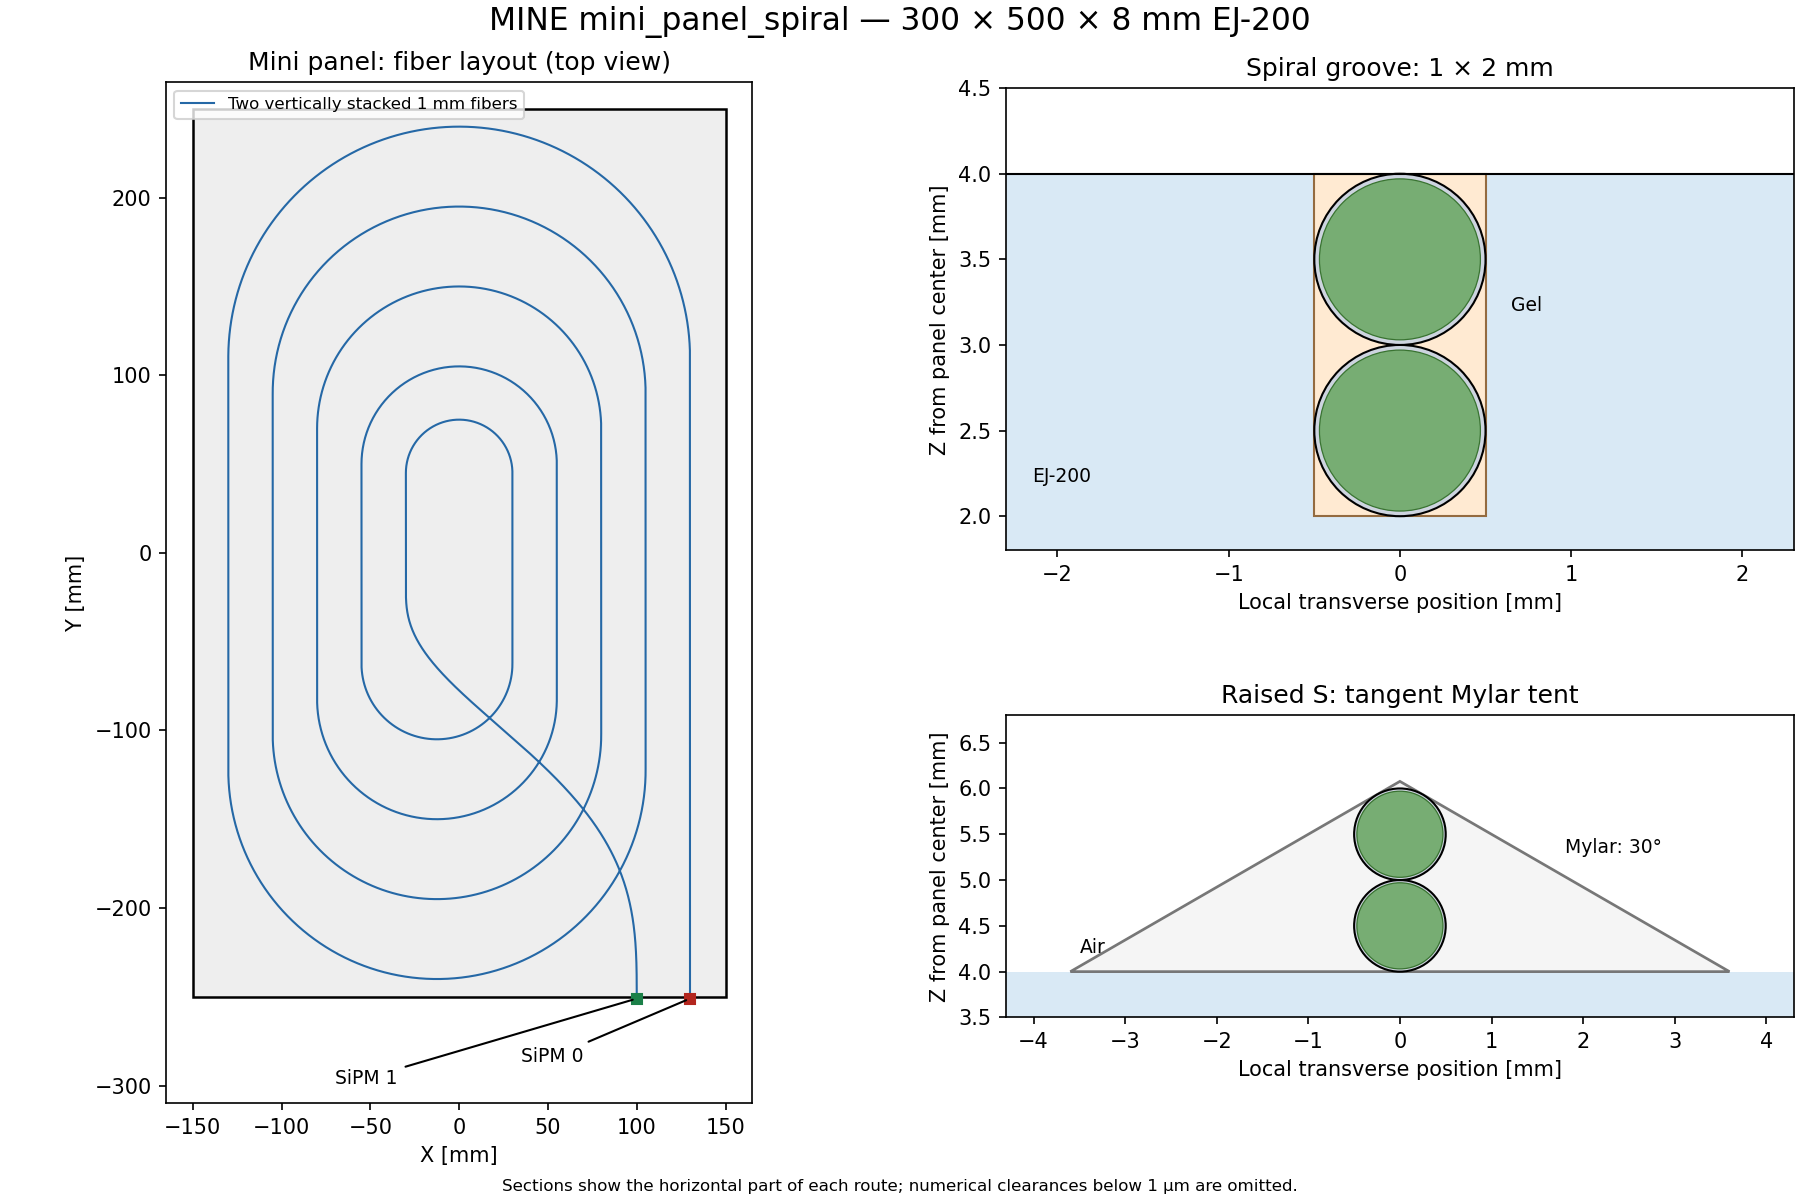 MINE mini_panel_spiral — 300 × 500 × 8 mm EJ-200
Mini panel: fiber layout (top view)
Two vertically stacked 1 mm fibers
200
100
0
−100
−200
−300
Y [mm]
SiPM 0
SiPM 1
−150
−100
−50
0
50
100
150
X [mm]
Spiral groove: 1 × 2 mm
4.5
4.0
3.5
3.0
2.5
2.0
Z from panel center [mm]
Gel
EJ-200
−2
−1
0
1
2
Local transverse position [mm]
Raised S: tangent Mylar tent
6.5
6.0
5.5
5.0
4.5
4.0
3.5
Z from panel center [mm]
Mylar: 30°
Air
−4
−3
−2
−1
0
1
2
3
4
Local transverse position [mm]
Sections show the horizontal part of each route; numerical clearances below 1 µm are omitted.